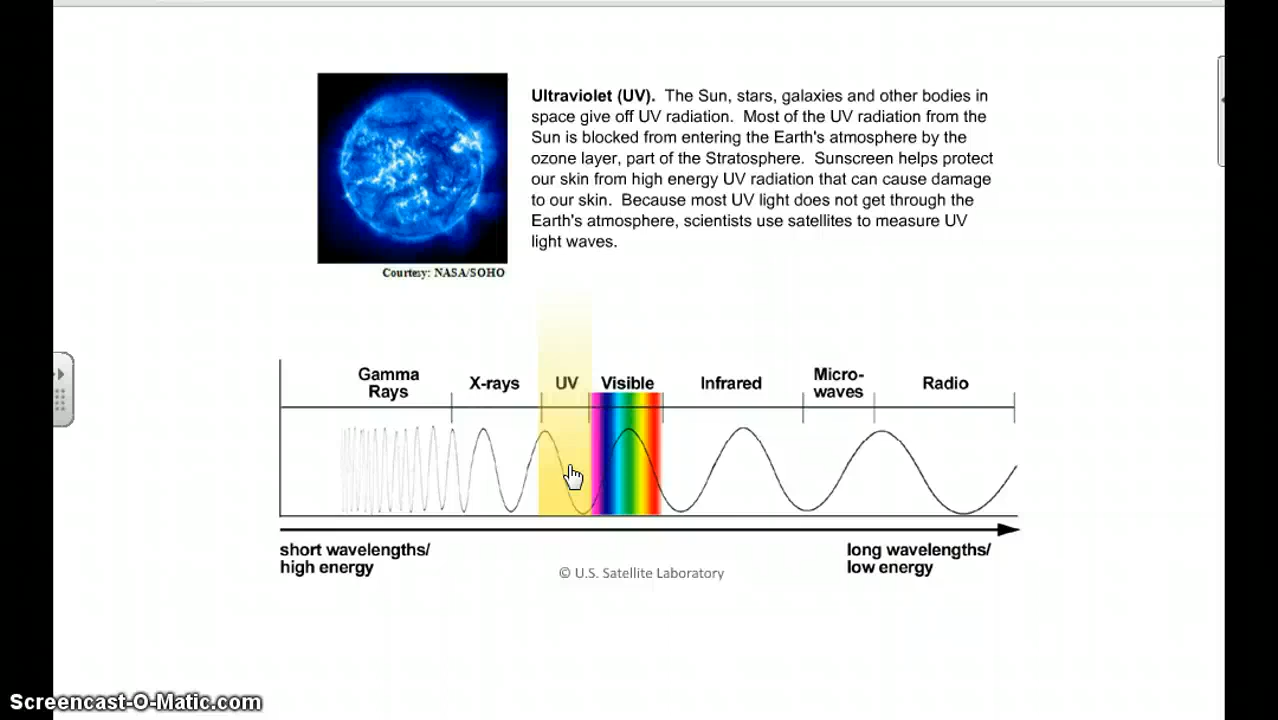 Ultraviolet (UV).  The Sun, stars, galaxies and other bodies in
space give off UV radiation.  Most of the UV radiation from the
Sun is blocked from entering the Earth's atmosphere by the
ozone layer, part of the Stratosphere.  Sunscreen helps protect
our skin from high energy UV radiation that can cause damage
to our skin.  Because most UV light does not get through the
Earth's atmosphere, scientists use satellites to measure UV
light waves.
Courtesy: NASA/SOHO
Gamma
Rays
X-rays
UV
Visible
Infrared
Micro-
waves
Radio
short wavelengths/
high energy
long wavelengths/
low energy
© U.S. Satellite Laboratory
Screencast-O-Matic.com